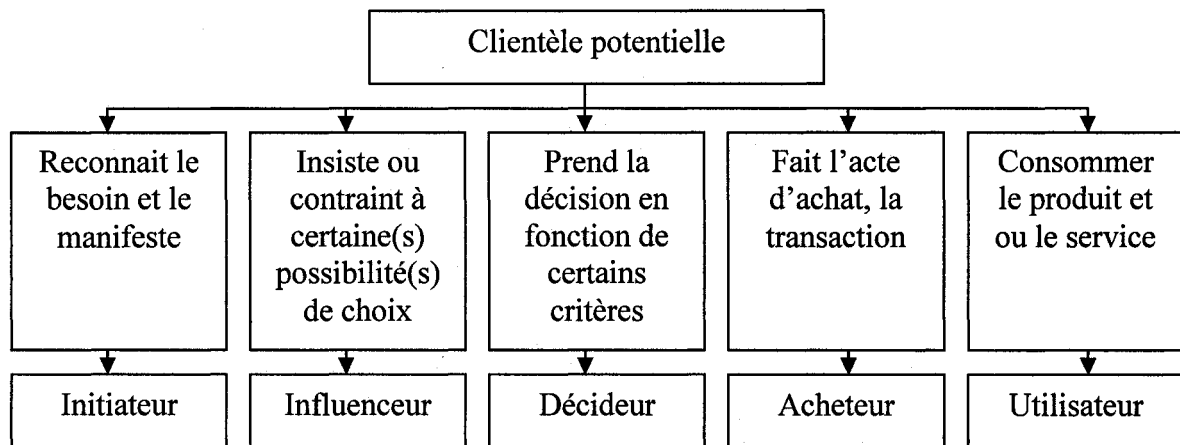 Clientèle potentielle
Reconnait le
besoin et le
manifeste
Insiste ou
contraint à
certaine(s)
possibilité(s)
de choix
Prend la
décision en
fonction de
certains
critères
Fait l'acte
d'achat, la
transaction
Consommer
le produit et
ou le service
Initiateur
Influenceur
Décideur
Acheteur
Utilisateur